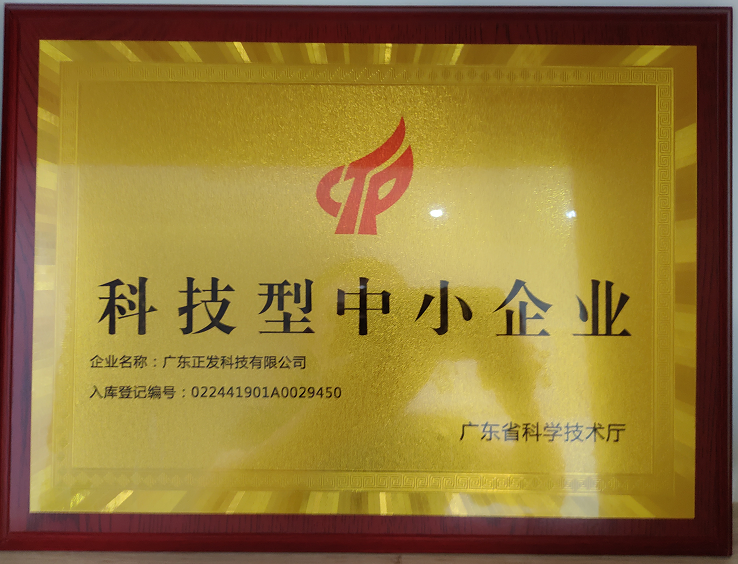 CTP
科技型中小企业
企业名称：广东正发科技有限公司
入库登记编号：022441901A0029450
广东省科学技术厅